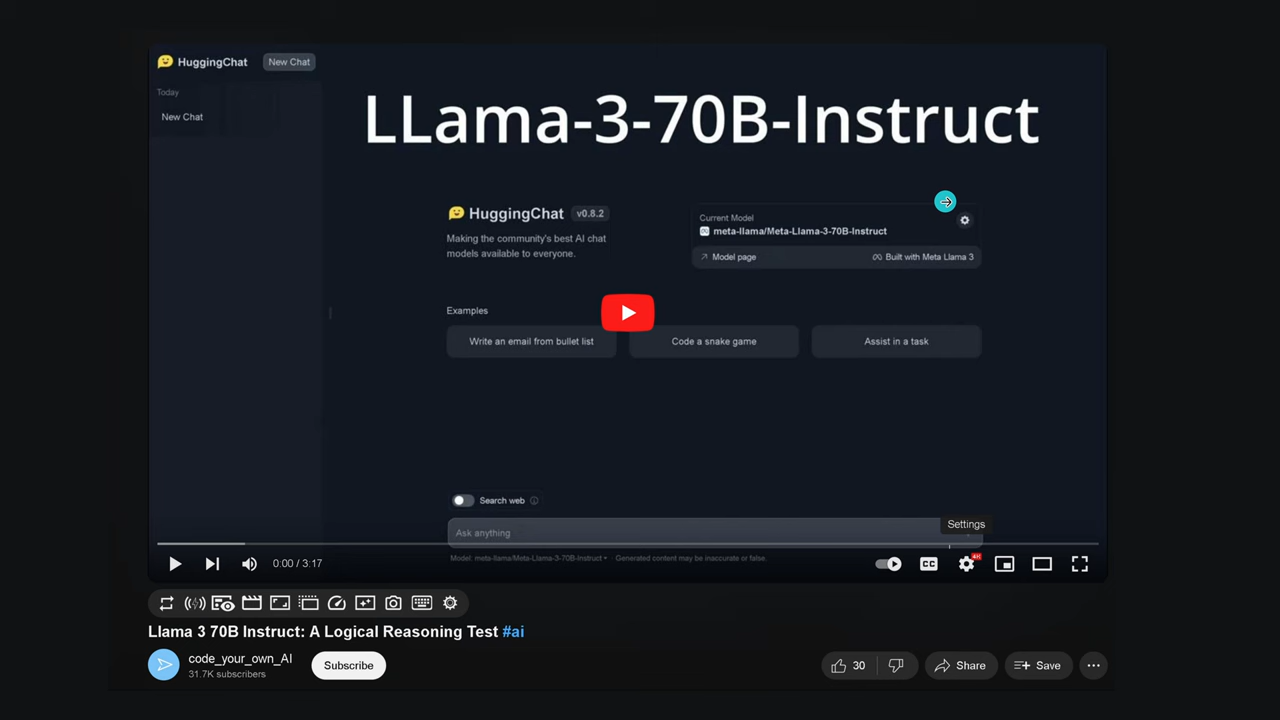 HuggingChat New Chat
Today
New Chat
LLama-3-70B-Instruct
HuggingChat v0.8.2
Making the community's best AI chat
models available to everyone.
Current Model
meta-llama/Meta-Llama-3-70B-Instruct
Model page Built with Meta Llama 3
Examples
Write an email from bullet list Code a snake game Assist in a task
Search web
Ask anything
Settings
Model: meta-llama/Meta-Llama-3-70B-Instruct · Generated content may be inaccurate or false.
0:00 / 3:17 CC 4K
Llama 3 70B Instruct: A Logical Reasoning Test #ai
code_your_own_AI
31.7K subscribers
Subscribe
30 Share Save